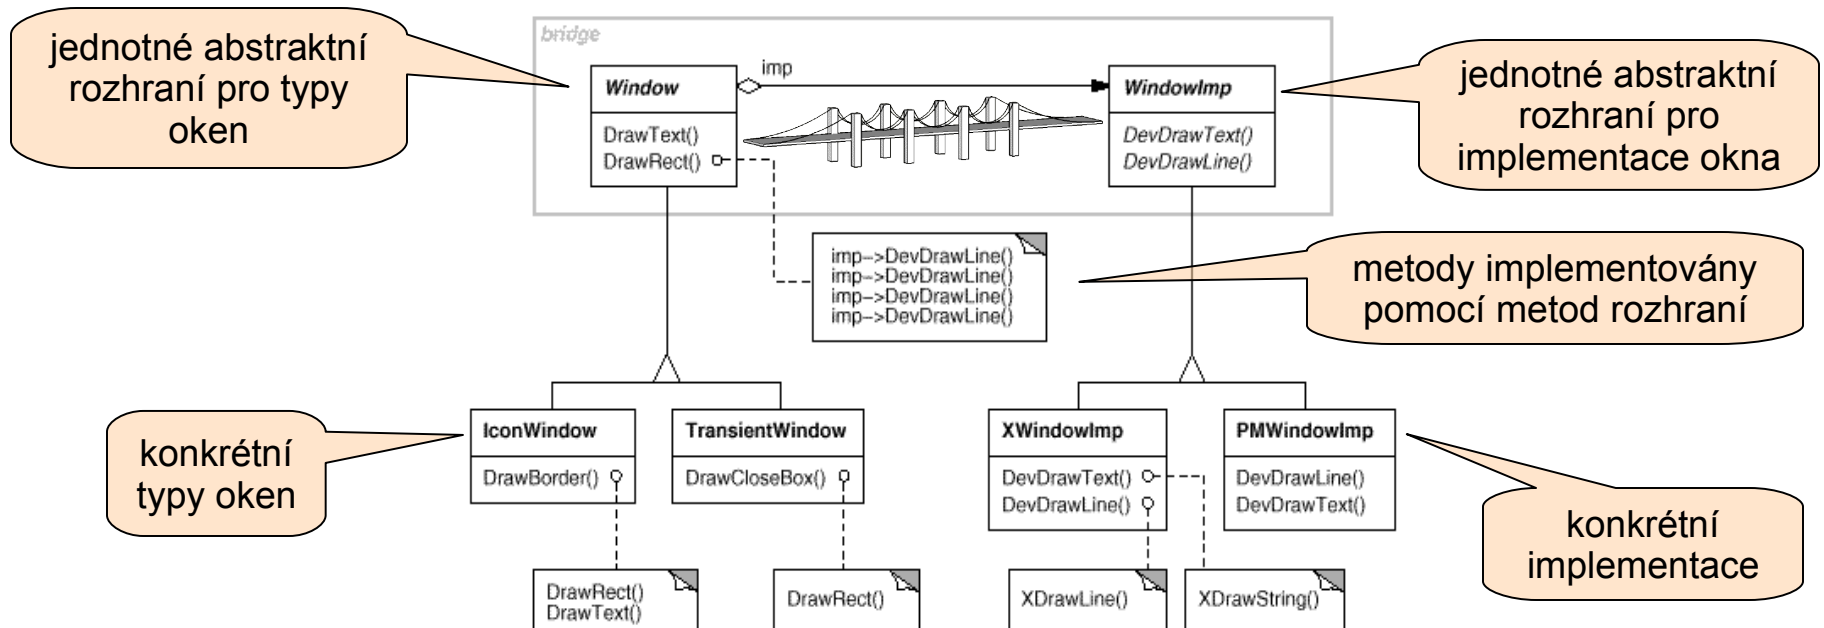 jednotné abstraktní
rozhraní pro typy
oken
bridge
imp
Window
DrawText()
DrawRect()
WindowImp
DevDrawText()
DevDrawLine()
jednotné abstraktní
rozhraní pro
implementace okna
imp->DevDrawLine()
imp->DevDrawLine()
imp->DevDrawLine()
imp->DevDrawLine()
metody implementovány
pomocí metod rozhraní
konkrétní
typy oken
IconWindow
DrawBorder()
TransientWindow
DrawCloseBox()
XWindowImp
DevDrawText()
DevDrawLine()
PMWindowImp
DevDrawLine()
DevDrawText()
konkrétní
implementace
DrawRect()
DrawText()
DrawRect()
XDrawLine()
XDrawString()